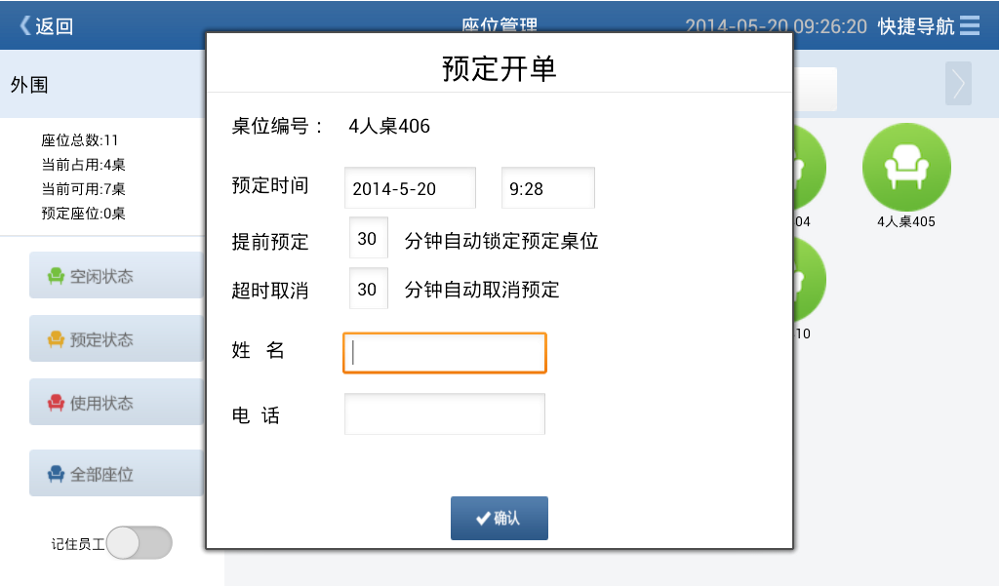 返回
座位管理
2014-05-20 09:26:20 快捷导航
外围
座位总数:11
当前占用:4桌
当前可用:7桌
预定座位:0桌
空闲状态
预定状态
使用状态
全部座位
记住员工
预定开单
桌位编号： 4人桌406
预定时间 2014-5-20 9:28
提前预定 30 分钟自动锁定预定桌位
超时取消 30 分钟自动取消预定
姓 名
电 话
确认
04
4人桌405
10